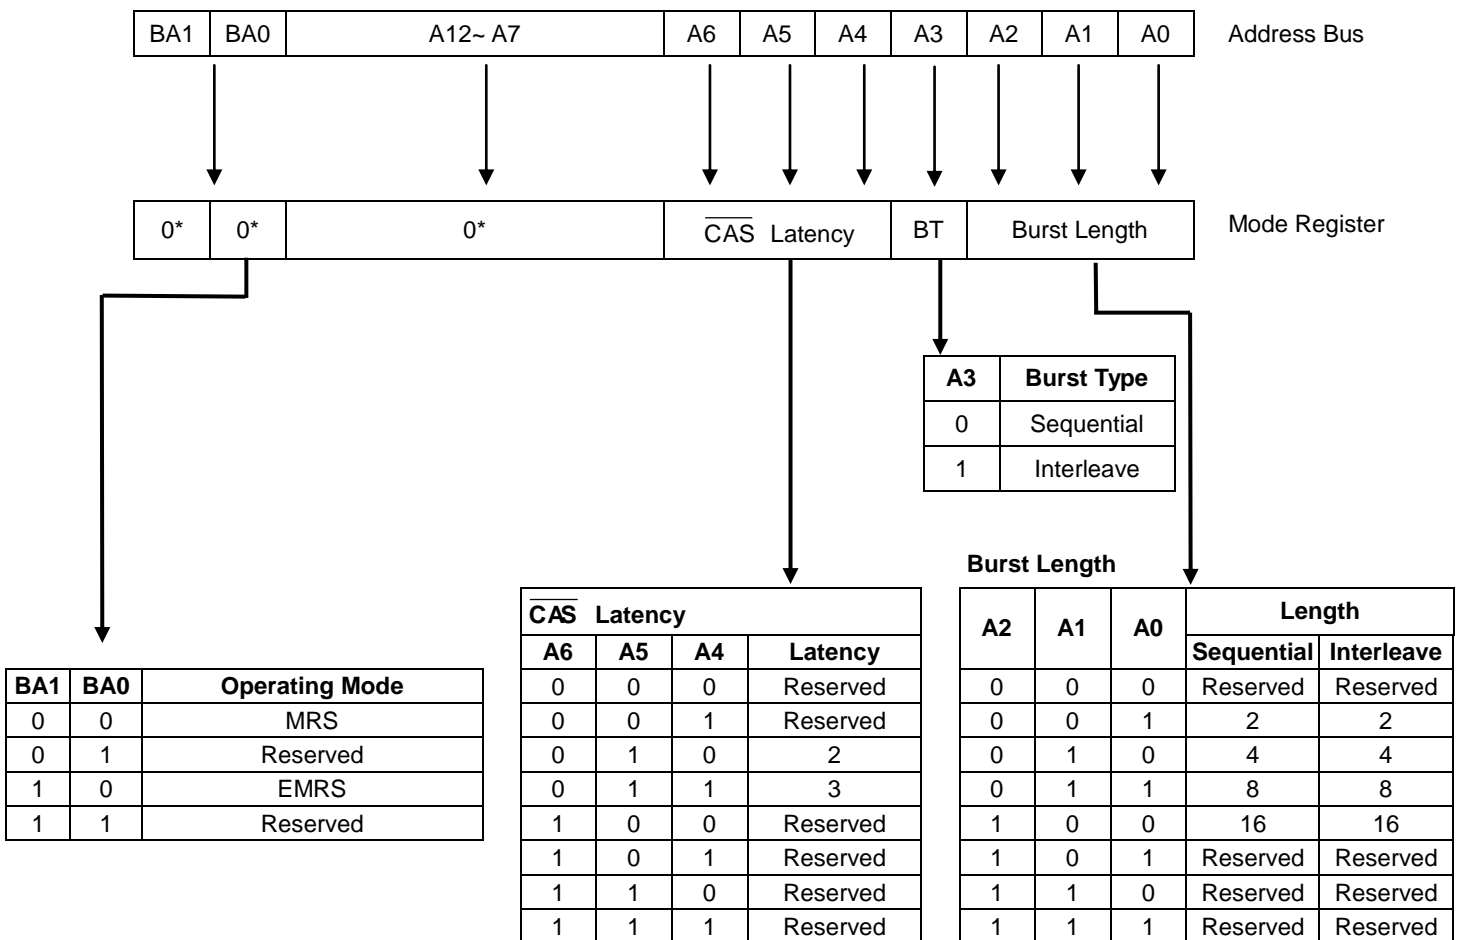 BA1 BA0 A12~ A7 A6 A5 A4 A3 A2 A1 A0 Address Bus
0* 0* 0* CAS Latency BT Burst Length Mode Register
A3 Burst Type
0 Sequential
1 Interleave
BA1 BA0 Operating Mode
0 0 MRS
0 1 Reserved
1 0 EMRS
1 1 Reserved
CAS Latency
A6 A5 A4 Latency
0 0 0 Reserved
0 0 1 Reserved
0 1 0 2
0 1 1 3
1 0 0 Reserved
1 0 1 Reserved
1 1 0 Reserved
1 1 1 Reserved
Burst Length
A2 A1 A0 Length
Sequential Interleave
0 0 0 Reserved Reserved
0 0 1 2 2
0 1 0 4 4
0 1 1 8 8
1 0 0 16 16
1 0 1 Reserved Reserved
1 1 0 Reserved Reserved
1 1 1 Reserved Reserved